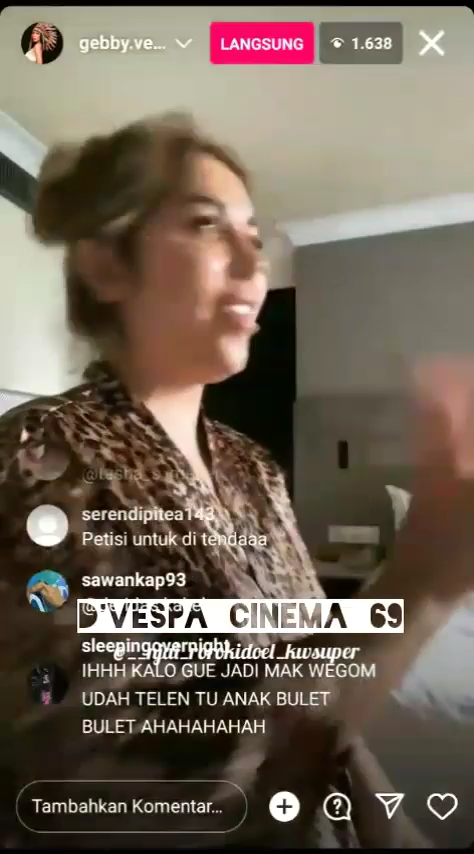 gebby.ve...
LANGSUNG
1.638
serendipitea143
Petisi untuk di tendaaa
sawankap93
D'VESPA CINEMA 69
sleepingovernight
IHHH KALO GUE JADI MAK WEGOM
UDAH TELEN TU ANAK BULET
BULET AHAHAHAHAH
Tambahkan Komentar...